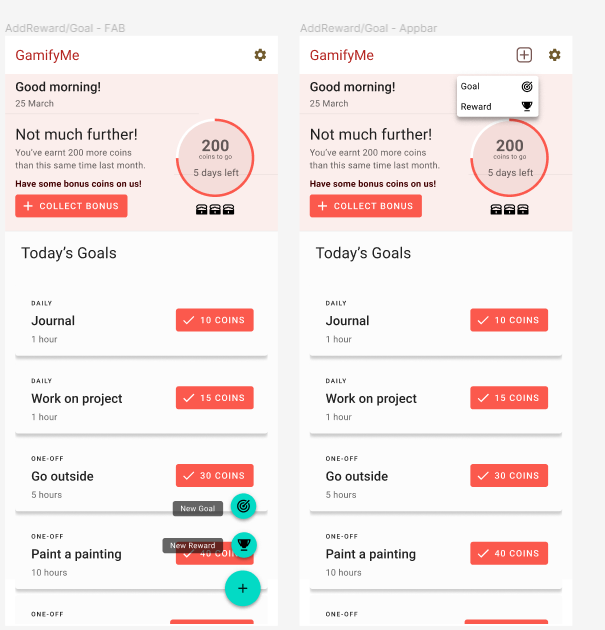 AddReward/Goal - FAB
GamifyMe
Good morning!
25 March
Not much further!
You've earnt 200 more coins
than this same time last month.
Have some bonus coins on us!
+ COLLECT BONUS
200
coins to go
5 days left
Today's Goals
DAILY
Journal
1 hour
10 COINS
DAILY
Work on project
1 hour
15 COINS
ONE-OFF
Go outside
5 hours
30 COINS
New Goal
ONE-OFF
Paint a painting
10 hours
New Reward
+
ONE-OFF
AddReward/Goal - Appbar
GamifyMe
Goal
Reward
Good morning!
25 March
Not much further!
You've earnt 200 more coins
than this same time last month.
Have some bonus coins on us!
+ COLLECT BONUS
200
coins to go
5 days left
Today's Goals
DAILY
Journal
1 hour
10 COINS
DAILY
Work on project
1 hour
15 COINS
ONE-OFF
Go outside
5 hours
30 COINS
ONE-OFF
Paint a painting
10 hours
40 COINS
ONE-OFF